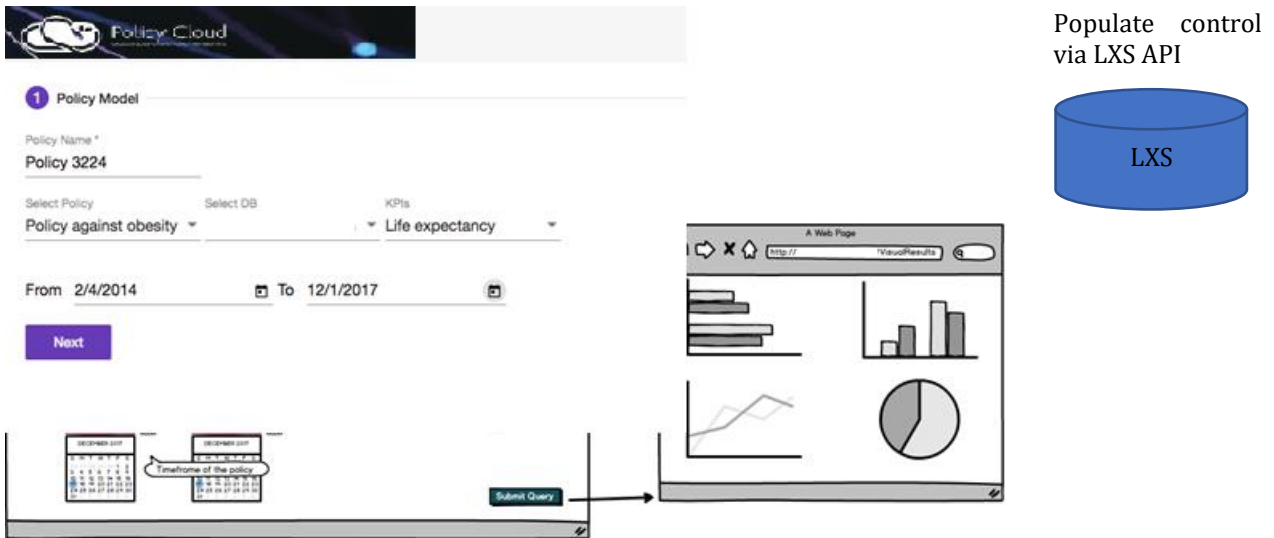 Policy Cloud
Populate control
via LXS API
LXS
1 Policy Model
Policy Name *
Policy 3224
Select Policy Select DB KPIs
Policy against obesity Life expectancy
From 2/4/2014 To 12/1/2017
Next
A Web Page
http:// /VisualResults
DECEMBER 2017 DECEMBER 2017
S M T W T F S S M T W T F S
Timeframe of the policy
Submit Query